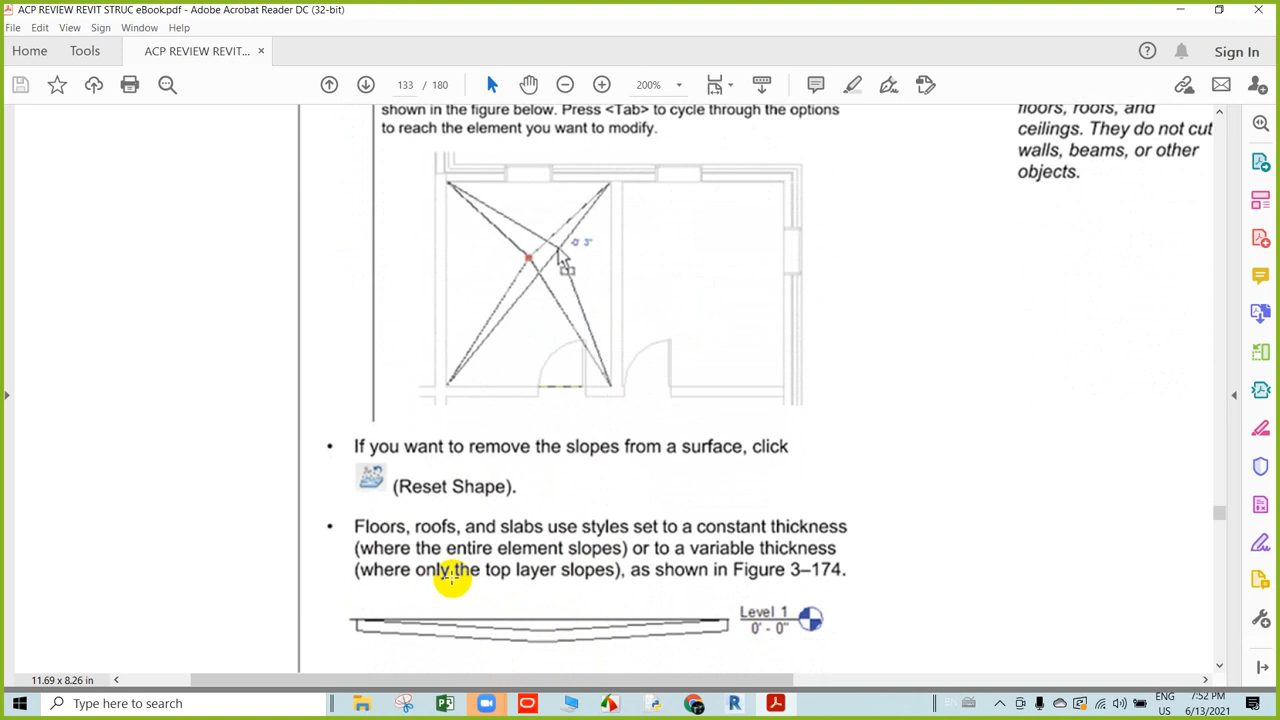 ACP REVIEW REVIT STRUC eBook.pdf - Adobe Acrobat Reader DC (32-bit)
File Edit View Sign Window Help
Home Tools ACP REVIEW REVIT... × Sign In
133 / 180 200%
shown in the figure below. Press <Tab> to cycle through the options
to reach the element you want to modify.
floors, roofs, and
ceilings. They do not cut
walls, beams, or other
objects.
• If you want to remove the slopes from a surface, click
(Reset Shape).
• Floors, roofs, and slabs use styles set to a constant thickness
(where the entire element slopes) or to a variable thickness
(where only the top layer slopes), as shown in Figure 3–174.
Level 1
0' - 0"
11.69 x 8.26 in
Type here to search
ENG
US
7:52 PM
6/13/2021